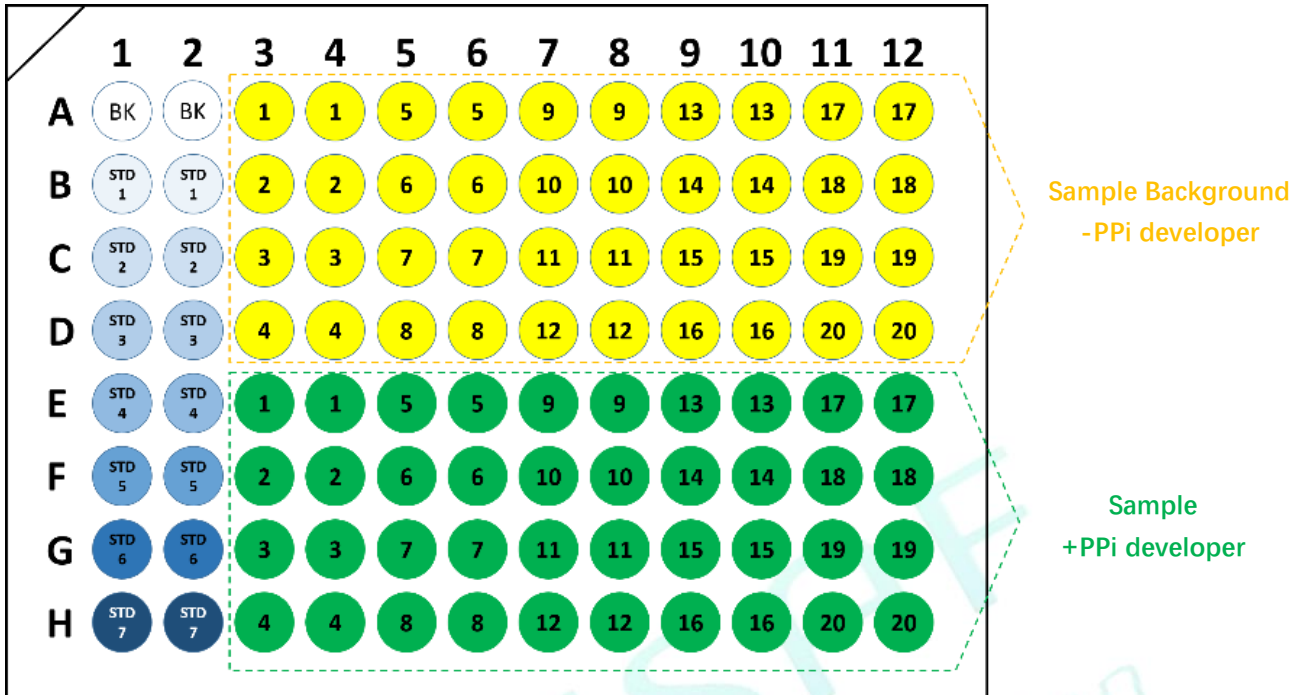 1 2 3 4 5 6 7 8 9 10 11 12
A BK BK 1 1 5 5 9 9 13 13 17 17
B STD 1 STD 1 2 2 6 6 10 10 14 14 18 18
C STD 2 STD 2 3 3 7 7 11 11 15 15 19 19
D STD 3 STD 3 4 4 8 8 12 12 16 16 20 20
E STD 4 STD 4 1 1 5 5 9 9 13 13 17 17
F STD 5 STD 5 2 2 6 6 10 10 14 14 18 18
G STD 6 STD 6 3 3 7 7 11 11 15 15 19 19
H STD 7 STD 7 4 4 8 8 12 12 16 16 20 20
Sample Background
-PPi developer
Sample
+PPi developer